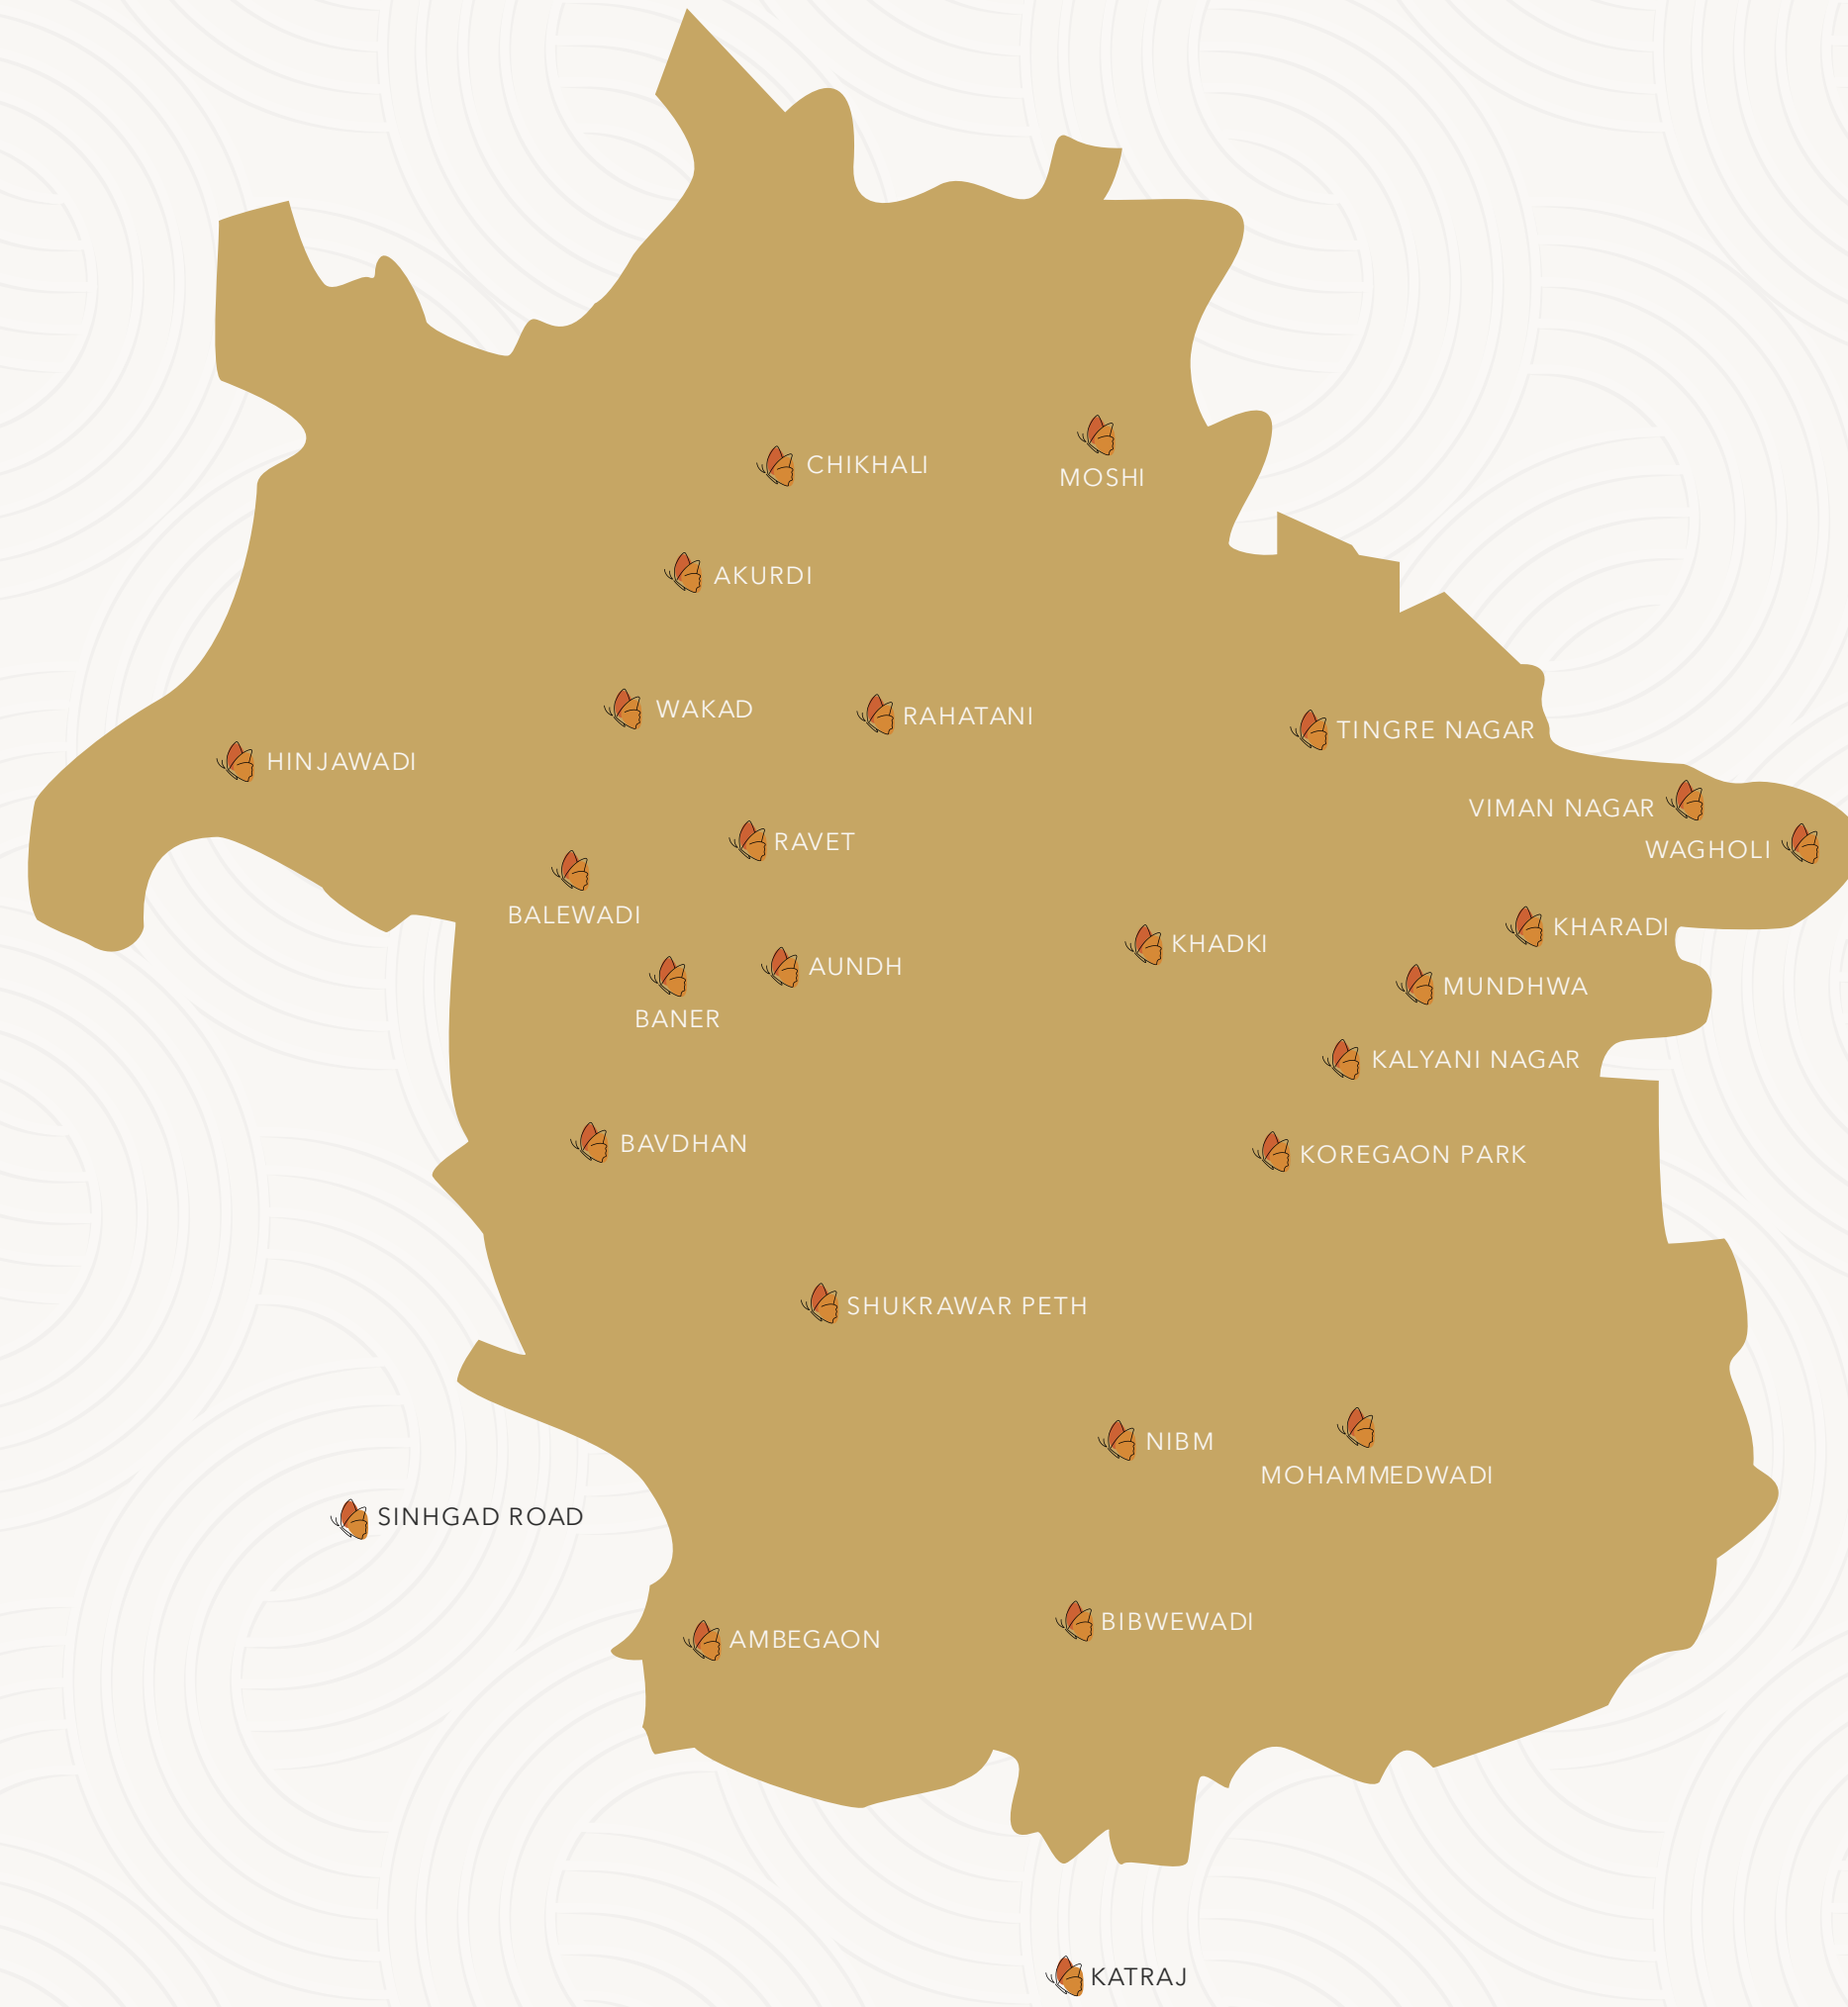 CHIKHALI
MOSHI
AKURDI
WAKAD
RAHATANI
TINGRE NAGAR
HINJAWADI
VIMAN NAGAR
RAVET
WAGHOLI
BALEWADI
KHARADI
KHADKI
AUNDH
MUNDHWA
BANER
KALYANI NAGAR
BAVDHAN
KOREGAON PARK
SHUKRAWAR PETH
NIBM
MOHAMMEDWADI
SINHGAD ROAD
BIBWEWADI
AMBEGAON
KATRAJ